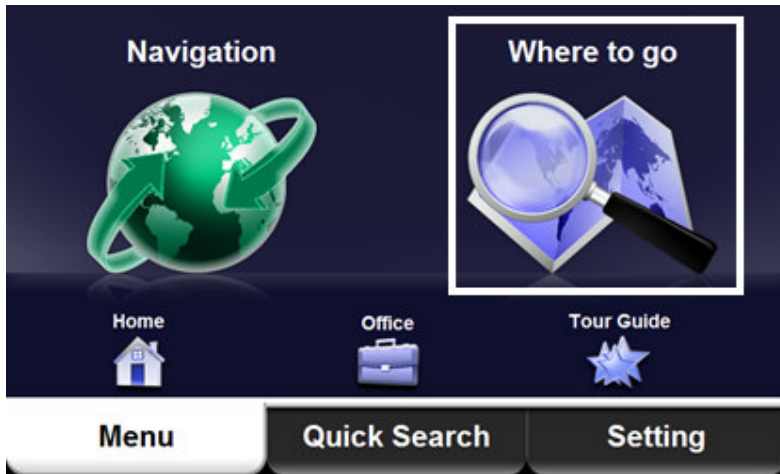 Navigation
Where to go
Home
Office
Tour Guide
Menu
Quick Search
Setting